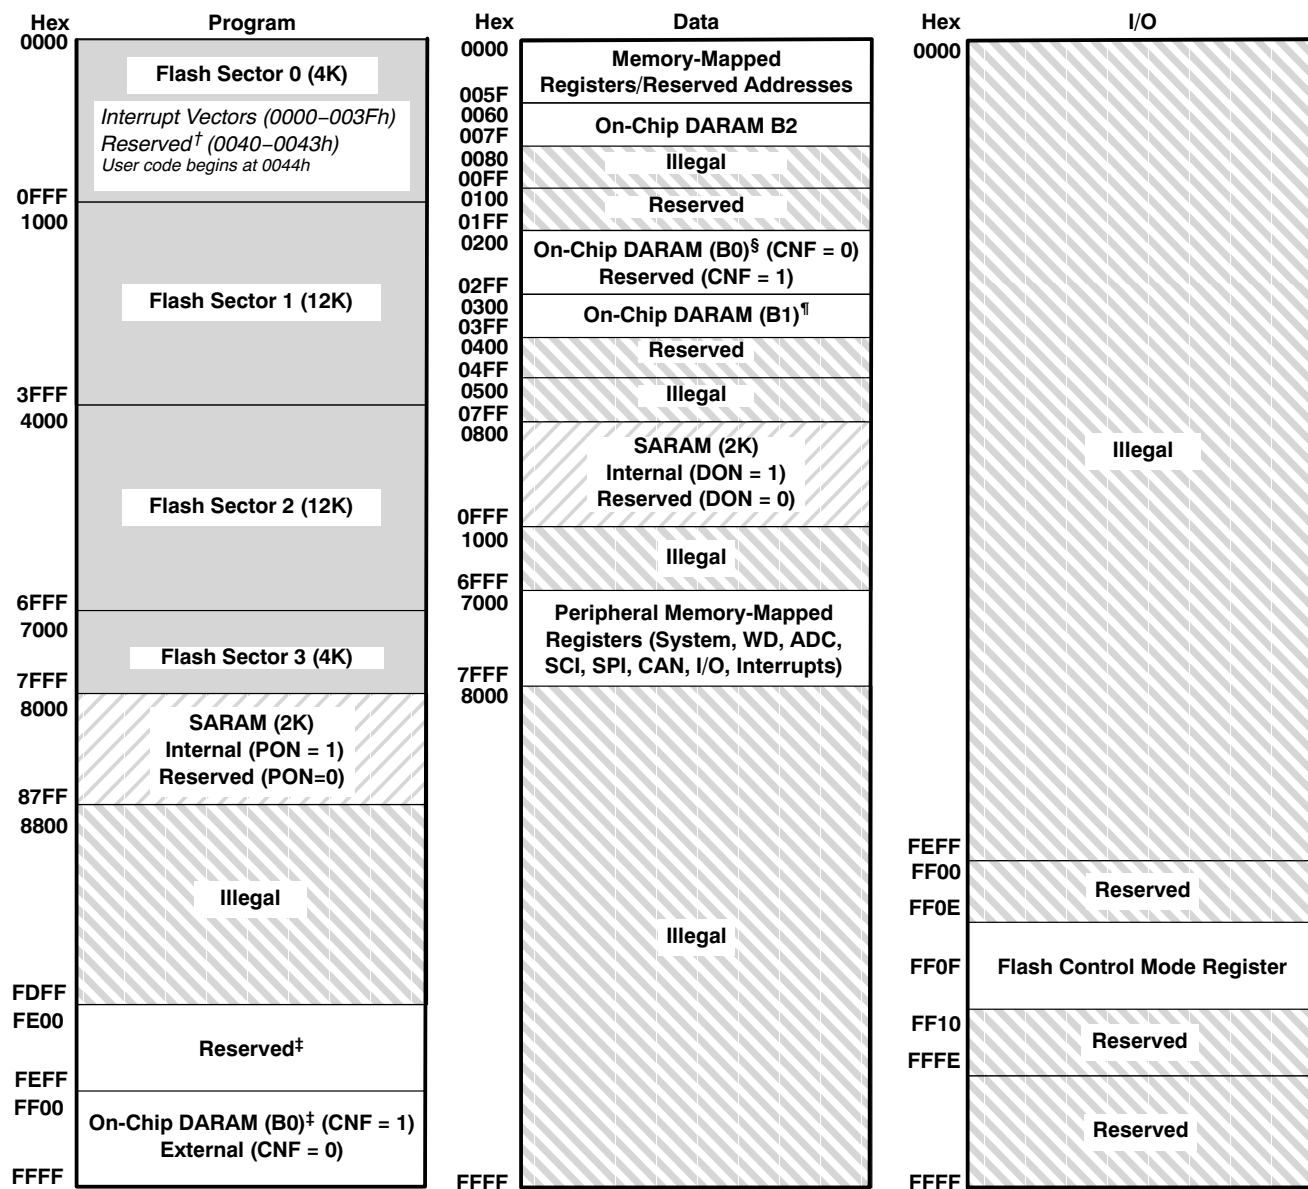 Hex Program
0000
Flash Sector 0 (4K)
Interrupt Vectors (0000−003Fh)
Reserved† (0040−0043h)
User code begins at 0044h
0FFF
1000
Flash Sector 1 (12K)
3FFF
4000
Flash Sector 2 (12K)
6FFF
7000
Flash Sector 3 (4K)
7FFF
8000
SARAM (2K)
Internal (PON = 1)
Reserved (PON=0)
87FF
8800
Illegal
FDFF
FE00
Reserved‡
FEFF
FF00
On-Chip DARAM (B0)‡ (CNF = 1)
External (CNF = 0)
FFFF
Hex Data
0000
Memory-Mapped
Registers/Reserved Addresses
005F
0060
On-Chip DARAM B2
007F
0080
Illegal
00FF
0100
Reserved
01FF
0200
On-Chip DARAM (B0)§ (CNF = 0)
Reserved (CNF = 1)
02FF
0300
On-Chip DARAM (B1)¶
03FF
0400
Reserved
04FF
0500
Illegal
07FF
0800
SARAM (2K)
Internal (DON = 1)
Reserved (DON = 0)
0FFF
1000
Illegal
6FFF
7000
Peripheral Memory-Mapped
Registers (System, WD, ADC,
SCI, SPI, CAN, I/O, Interrupts)
7FFF
8000
Illegal
FFFF
Hex I/O
0000
Illegal
FEFF
FF00
Reserved
FF0E
FF0F Flash Control Mode Register
FF10
Reserved
FFFE
Reserved
FFFF